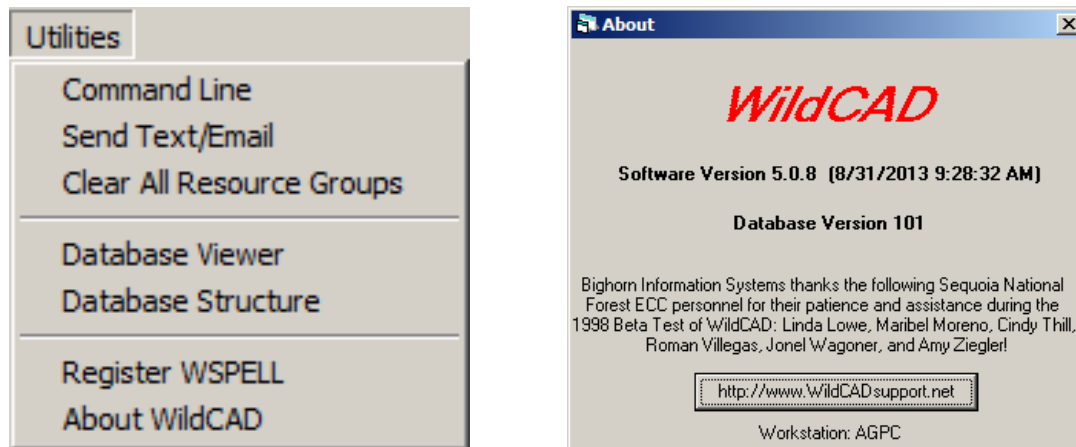 Utilities
Command Line
Send Text/Email
Clear All Resource Groups
Database Viewer
Database Structure
Register WSPELL
About WildCAD
About
WildCAD
Software Version 5.0.8 (8/31/2013 9:28:32 AM)
Database Version 101
Bighorn Information Systems thanks the following Sequoia National
Forest ECC personnel for their patience and assistance during the
1998 Beta Test of WildCAD: Linda Lowe, Maribel Moreno, Cindy Thill,
Roman Villegas, Jonel Wagoner, and Amy Ziegler!
http://www.WildCADsupport.net
Workstation: AGPC